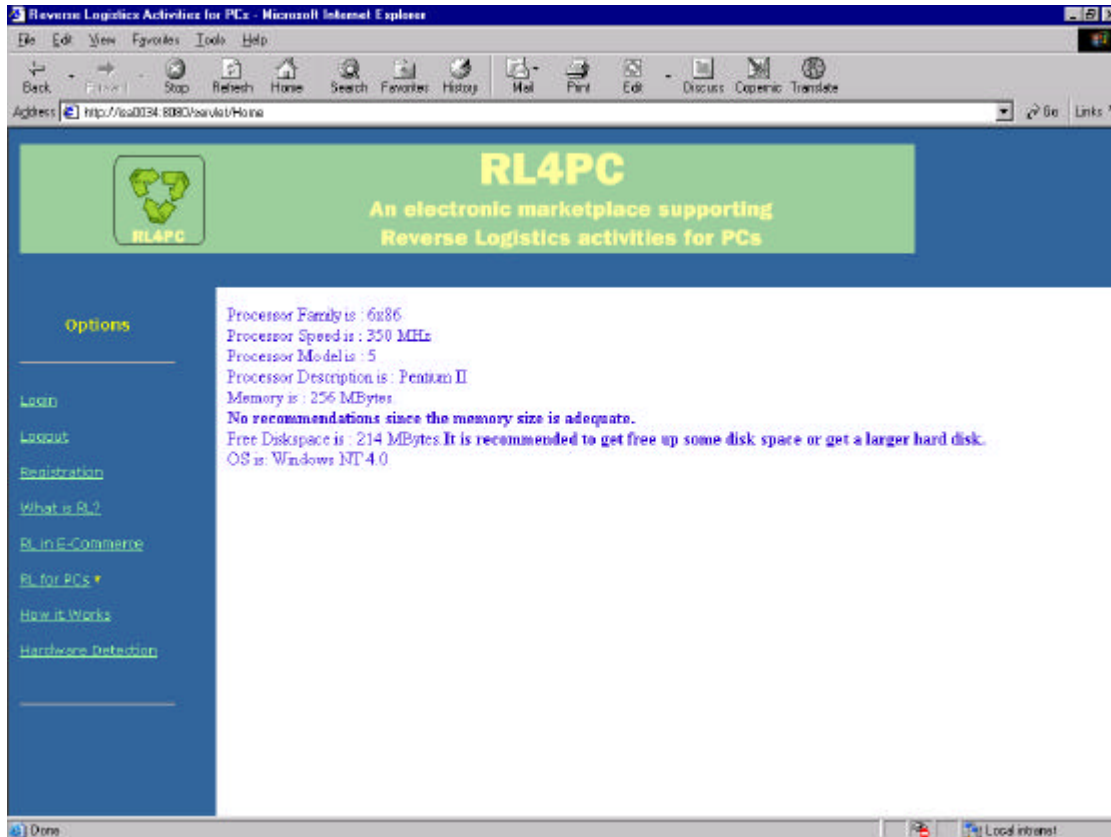 Reverse Logistics Activities for PCs - Microsoft Internet Explorer
File Edit View Favorites Tools Help
Back Forward Stop Refresh Home Search Favorites History Mail Print Edit Discuss Copernic Translate
Address http://isa0034:8080/servlet/Home Go Links
RL4PC
RL4PC
An electronic marketplace supporting
Reverse Logistics activities for PCs
Options
Login
Logout
Registration
What is RL?
RL in E-Commerce
RL for PCs
How it Works
Hardware Detection
Processor Family is : 6x86
Processor Speed is : 350 MHz
Processor Model is : 5
Processor Description is : Pentium II
Memory is : 256 MBytes
No recommendations since the memory size is adequate.
Free Diskspace is : 214 MBytes It is recommended to get free up some disk space or get a larger hard disk.
OS is: Windows NT 4.0
Done Local intranet